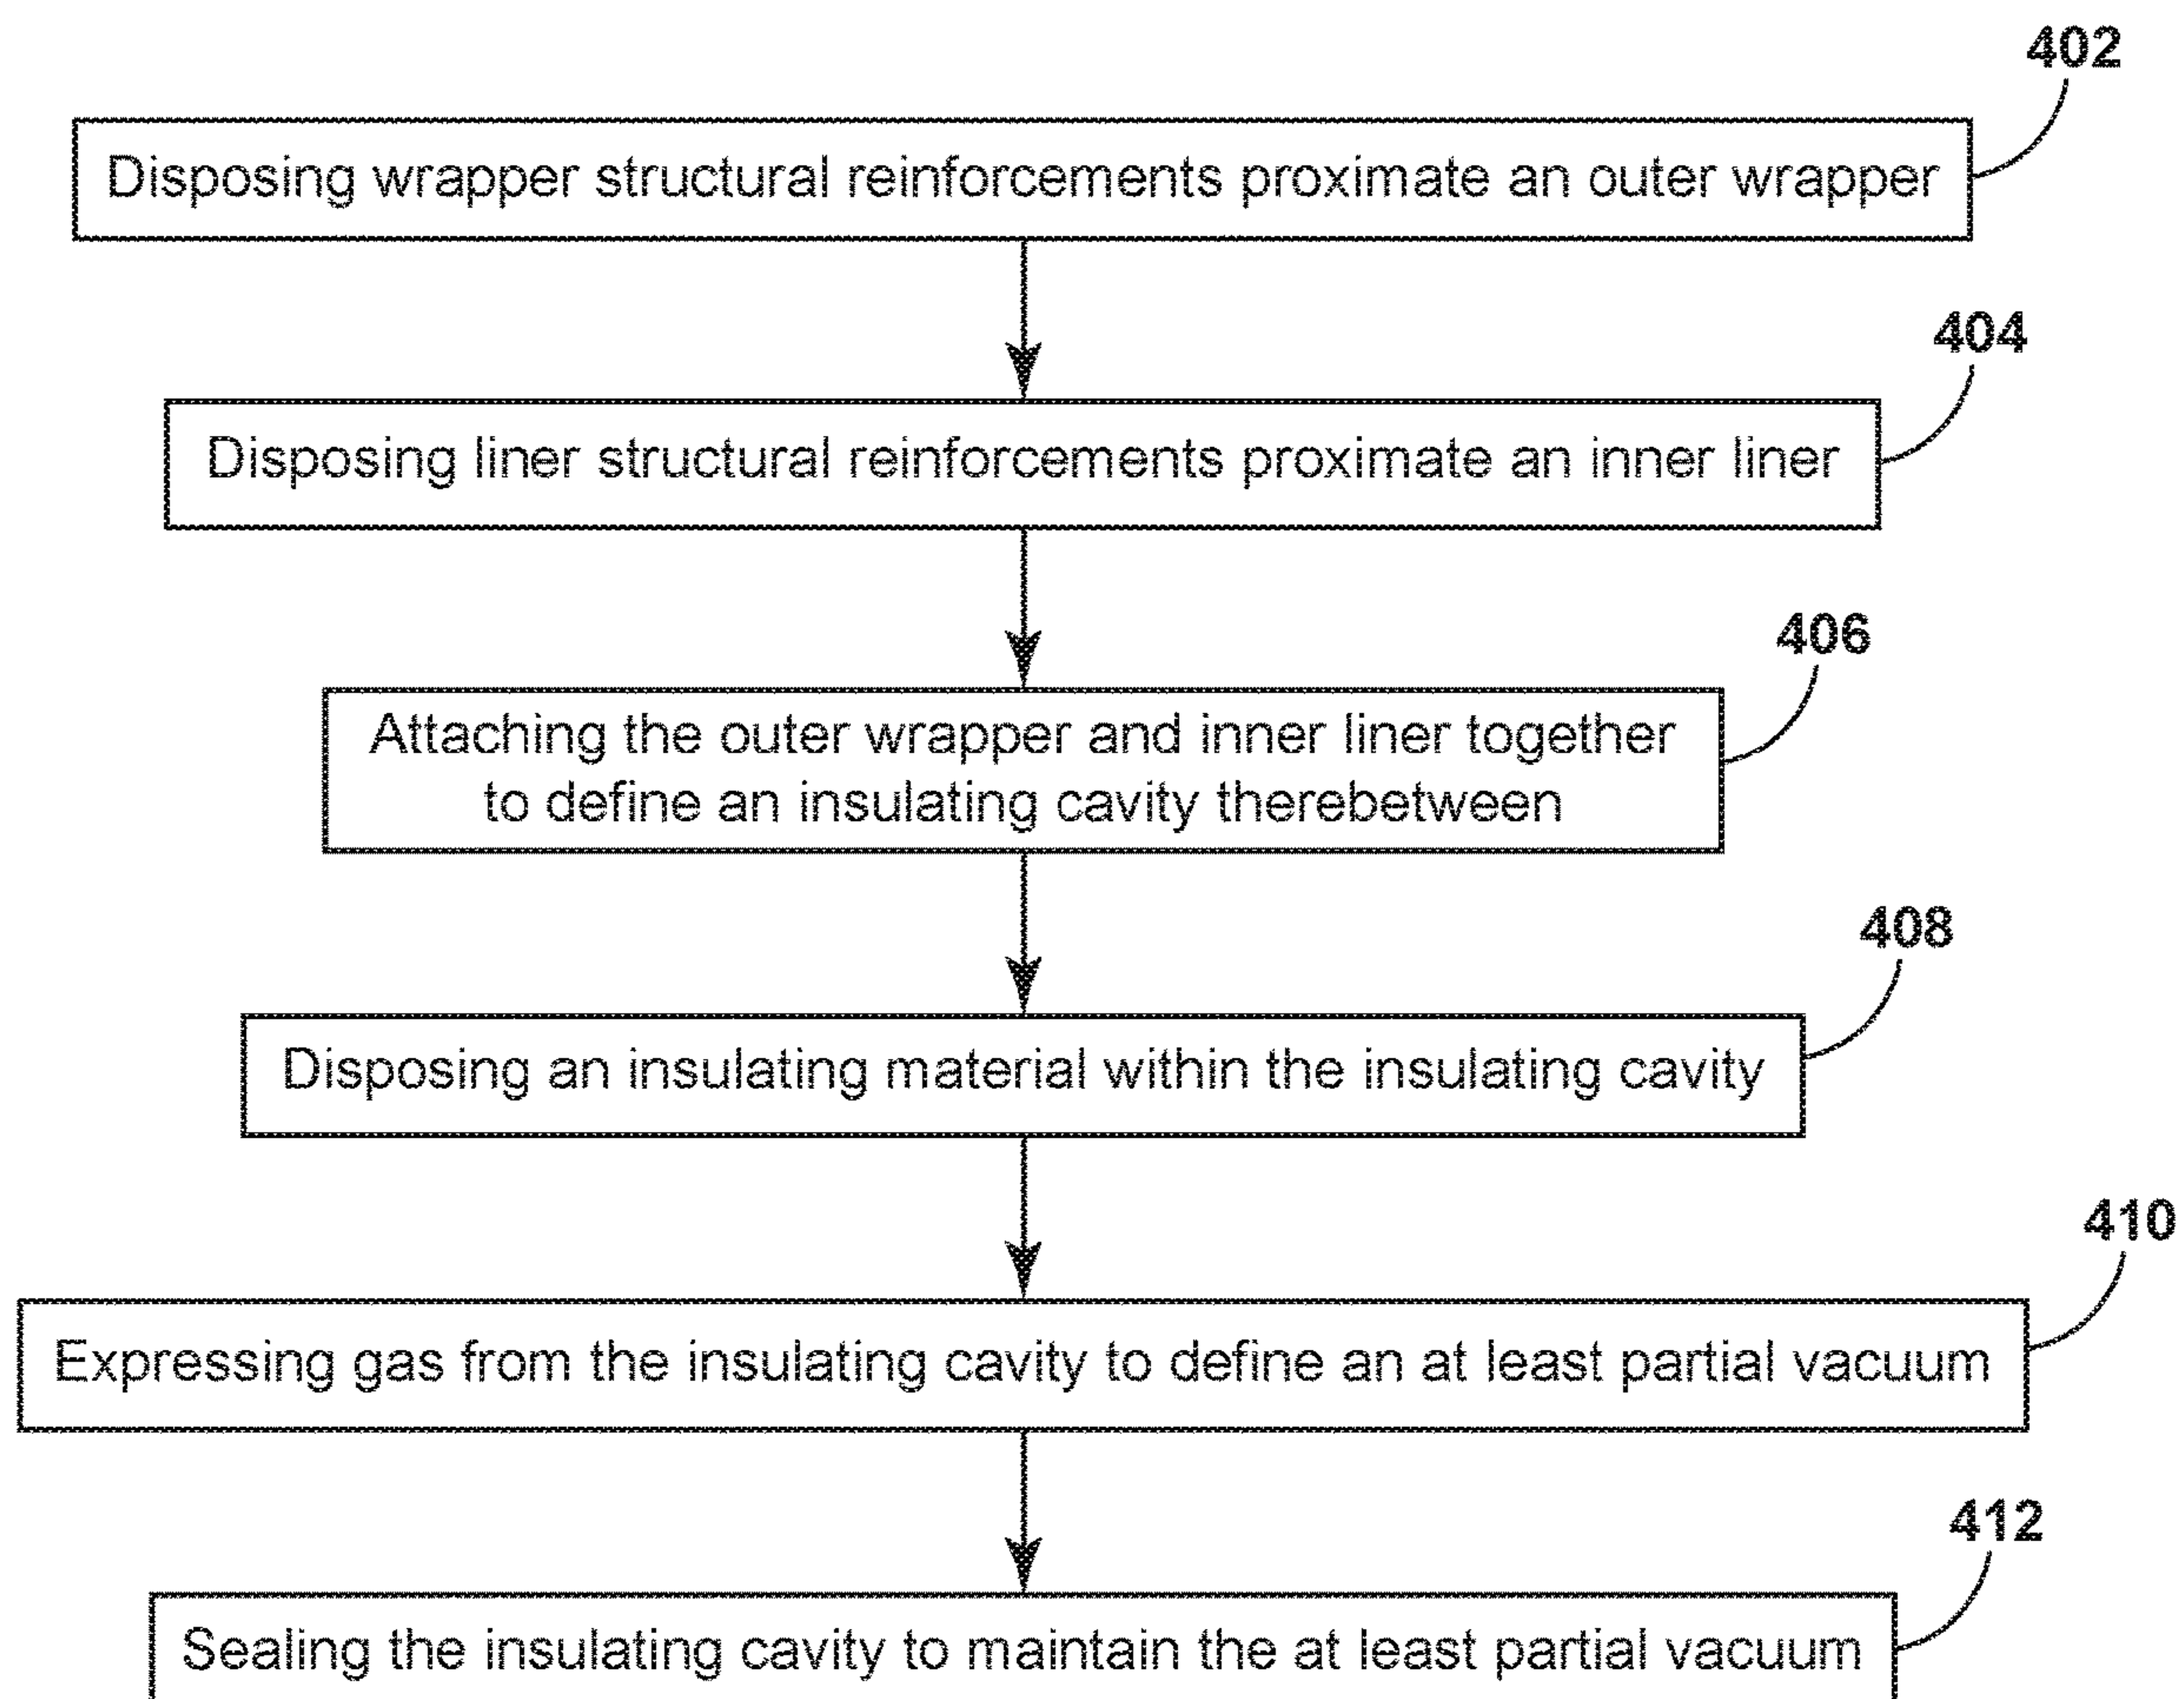 402
Disposing wrapper structural reinforcements proximate an outer wrapper
404
Disposing liner structural reinforcements proximate an inner liner
406
Attaching the outer wrapper and inner liner together
to define an insulating cavity therebetween
408
Disposing an insulating material within the insulating cavity
410
Expressing gas from the insulating cavity to define an at least partial vacuum
412
Sealing the insulating cavity to maintain the at least partial vacuum